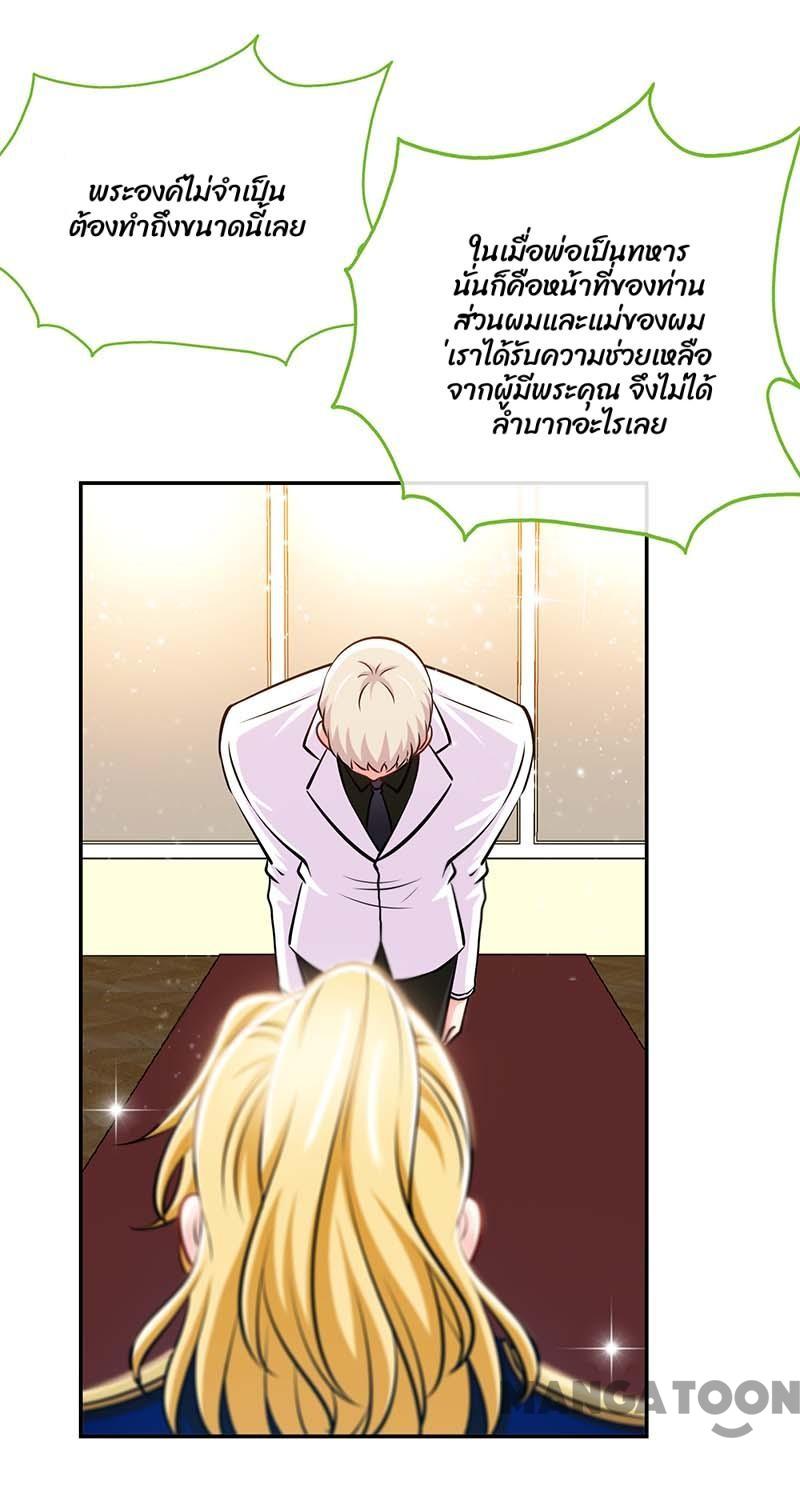 พระองค์ไม่จำเป็น
ต้องทำถึงขนาดนี้เลย
ในเมื่อพ่อเป็นทหาร
นั่นก็คือหน้าที่ของท่าน
ส่วนผมและแม่ของผม
เราได้รับความช่วยเหลือ
จากผู้มีพระคุณ จึงไม่ได้
ลำบากอะไรเลย
MANGATOON